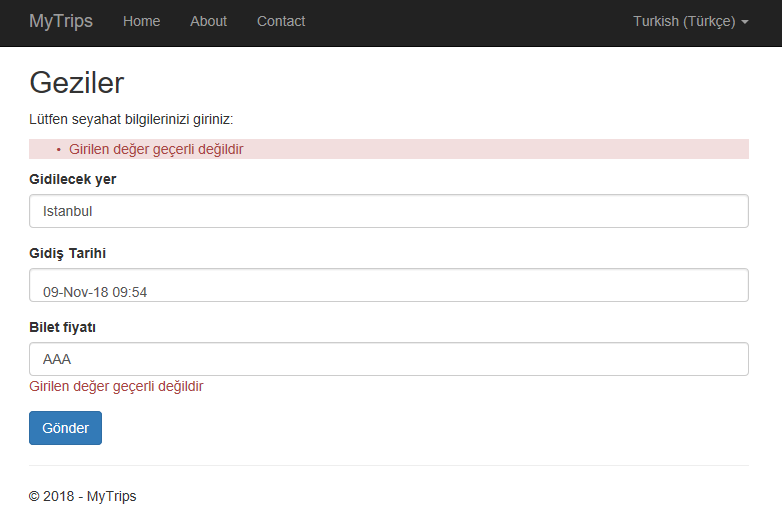 MyTrips Home About Contact Turkish (Türkçe)
Geziler
Lütfen seyahat bilgilerinizi giriniz:
• Girilen değer geçerli değildir
Gidilecek yer
Istanbul
Gidiş Tarihi
09-Nov-18 09:54
Bilet fiyatı
AAA
Girilen değer geçerli değildir
Gönder
© 2018 - MyTrips